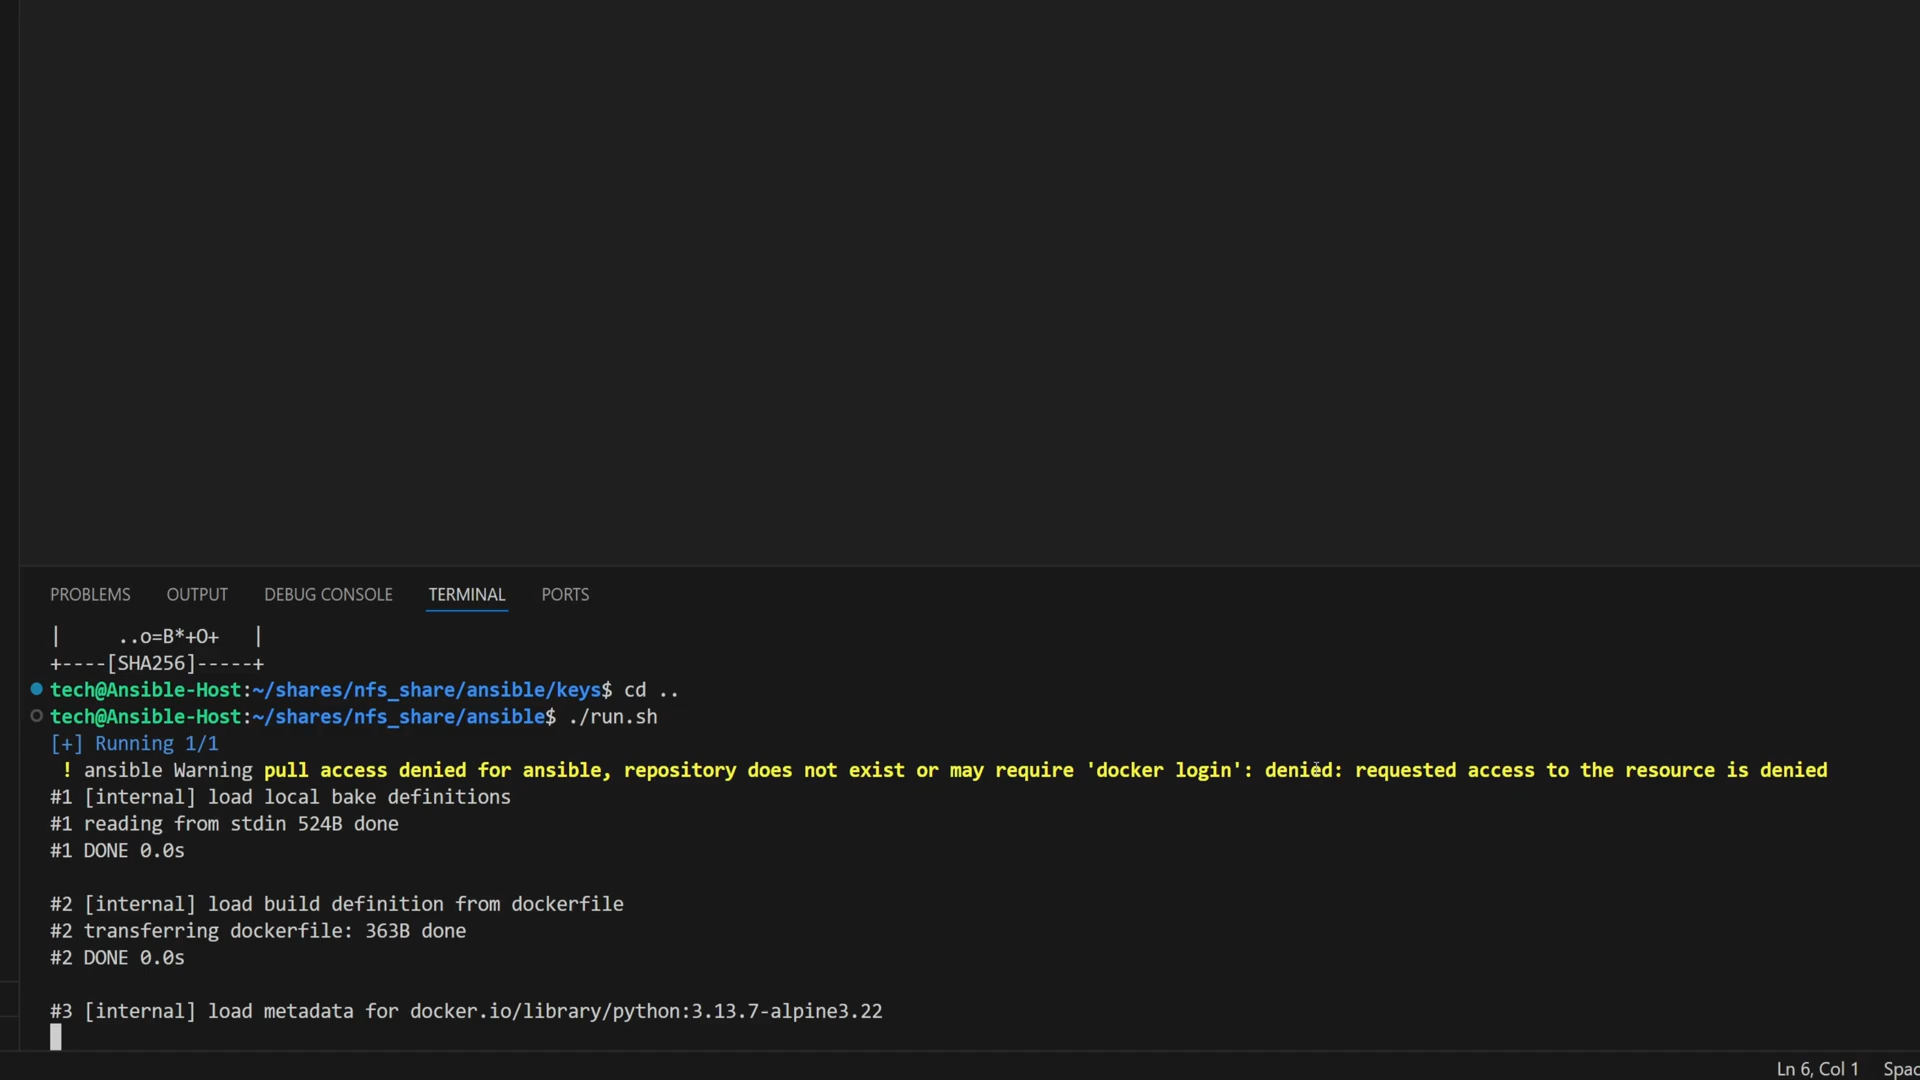 PROBLEMS OUTPUT DEBUG CONSOLE TERMINAL PORTS
|     ..o=B*+O+   |
+----[SHA256]-----+
tech@Ansible-Host:~/shares/nfs_share/ansible/keys$ cd ..
tech@Ansible-Host:~/shares/nfs_share/ansible$ ./run.sh
[+] Running 1/1
 ! ansible Warning pull access denied for ansible, repository does not exist or may require 'docker login': denied: requested access to the resource is denied
#1 [internal] load local bake definitions
#1 reading from stdin 524B done
#1 DONE 0.0s
#2 [internal] load build definition from dockerfile
#2 transferring dockerfile: 363B done
#2 DONE 0.0s
#3 [internal] load metadata for docker.io/library/python:3.13.7-alpine3.22
Ln 6, Col 1 Spac